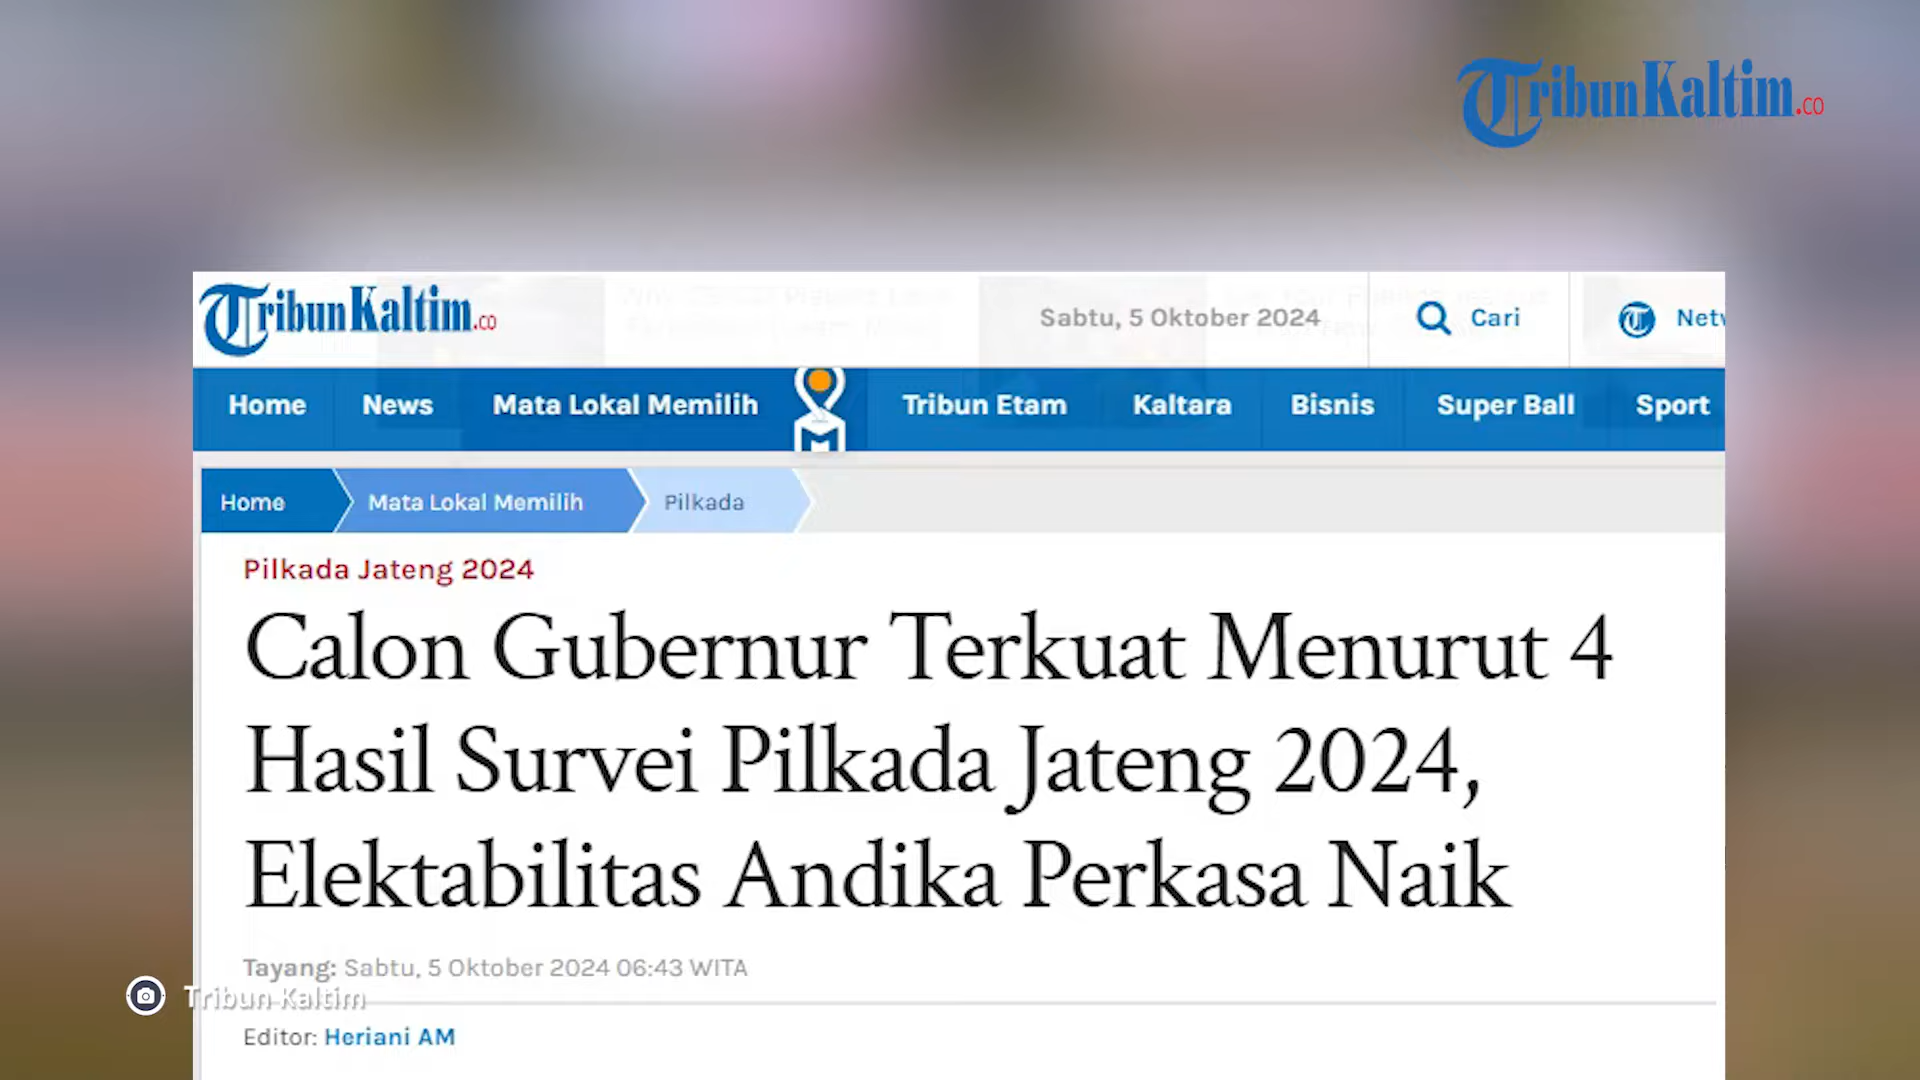 TribunKaltim.co
TribunKaltim.co
Sabtu, 5 Oktober 2024
Cari
Netw
Home
News
Mata Lokal Memilih
Tribun Etam
Kaltara
Bisnis
Super Ball
Sport
Home
Mata Lokal Memilih
Pilkada
Pilkada Jateng 2024
Calon Gubernur Terkuat Menurut 4
Hasil Survei Pilkada Jateng 2024,
Elektabilitas Andika Perkasa Naik
Tayang: Sabtu, 5 Oktober 2024 06:43 WITA
Tribun Kaltim
Editor: Heriani AM